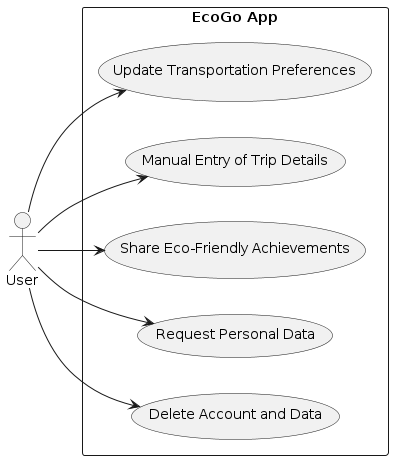 EcoGo App
Update Transportation Preferences
Manual Entry of Trip Details
Share Eco-Friendly Achievements
User
Request Personal Data
Delete Account and Data